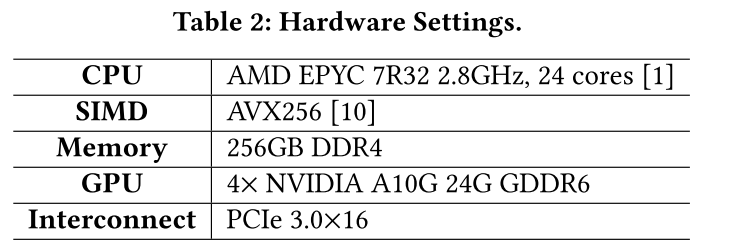 Table 2: Hardware Settings.
CPU AMD EPYC 7R32 2.8GHz, 24 cores [1]
SIMD AVX256 [10]
Memory 256GB DDR4
GPU 4× NVIDIA A10G 24G GDDR6
Interconnect PCIe 3.0×16